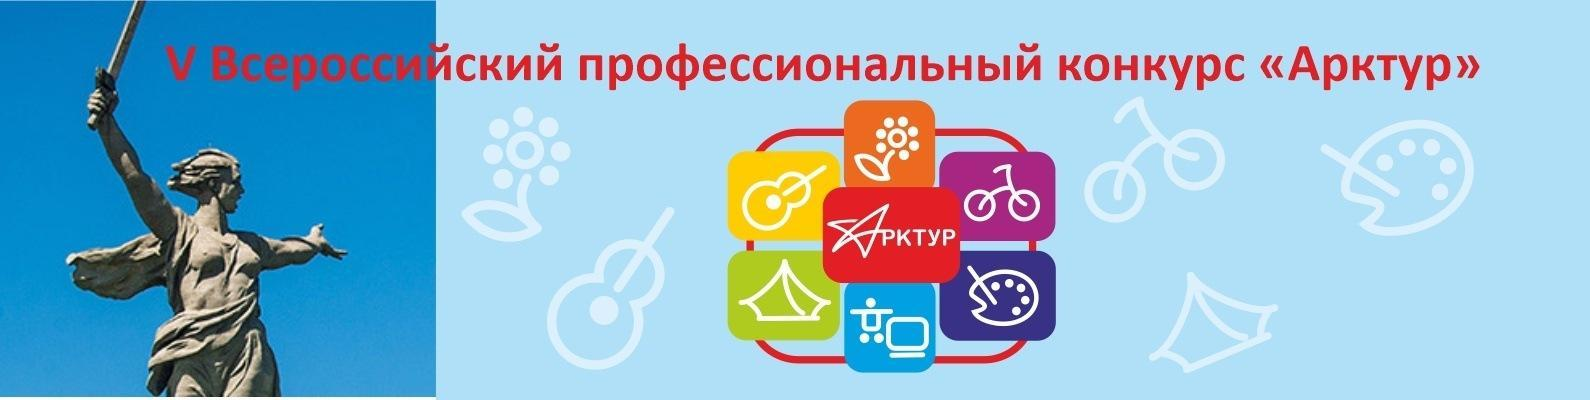 V Всероссийский профессиональный конкурс «Арктур»
АРКТУР